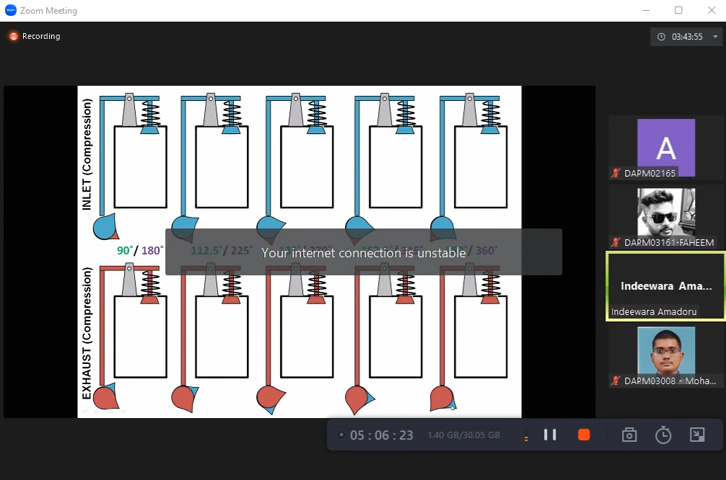 Zoom Meeting
Recording
03:43:55
INLET (Compression)
A
DAPM02165
DAPM03161-FAHEEM
90°/ 180°
112.5°/ 225°
360°
Your internet connection is unstable
Indeewara Ama...
Indeewara Amadoru
EXHAUST (Compression)
DAPM03008
05:06:23
1.40 GB/30.05 GB